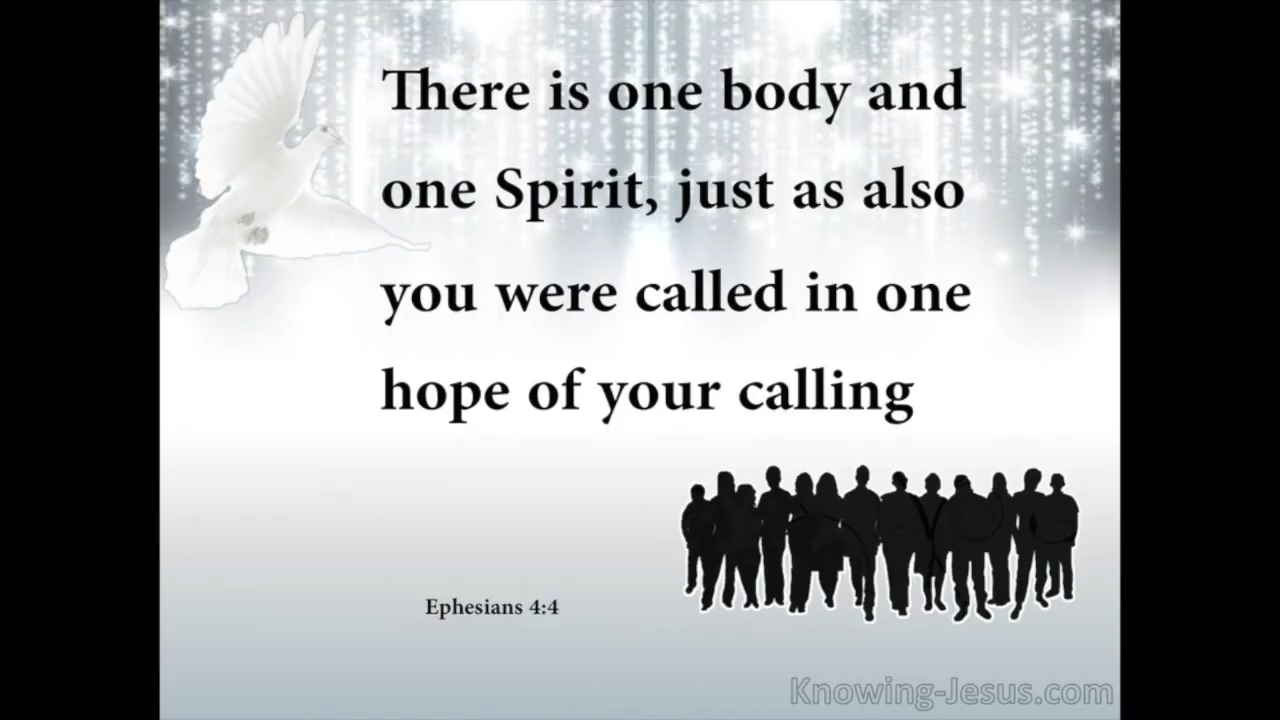 There is one body and
one Spirit, just as also
you were called in one
hope of your calling
Ephesians 4:4
Knowing-Jesus.com